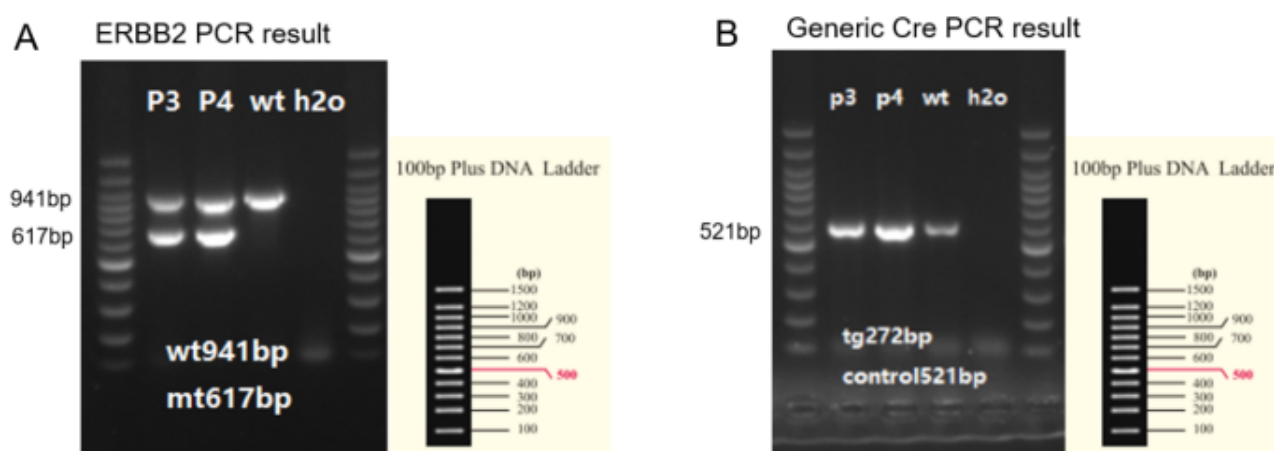 A
ERBB2 PCR result
P3 P4 wt h2o
941bp
617bp
wt941bp
mt617bp
100bp Plus DNA Ladder
(bp)
1500
1200
1000
900
800
700
600
500
400
300
200
100
B
Generic Cre PCR result
p3 p4 wt h2o
521bp
tg272bp
control521bp
100bp Plus DNA Ladder
(bp)
1500
1200
1000
900
800
700
600
500
400
300
200
100